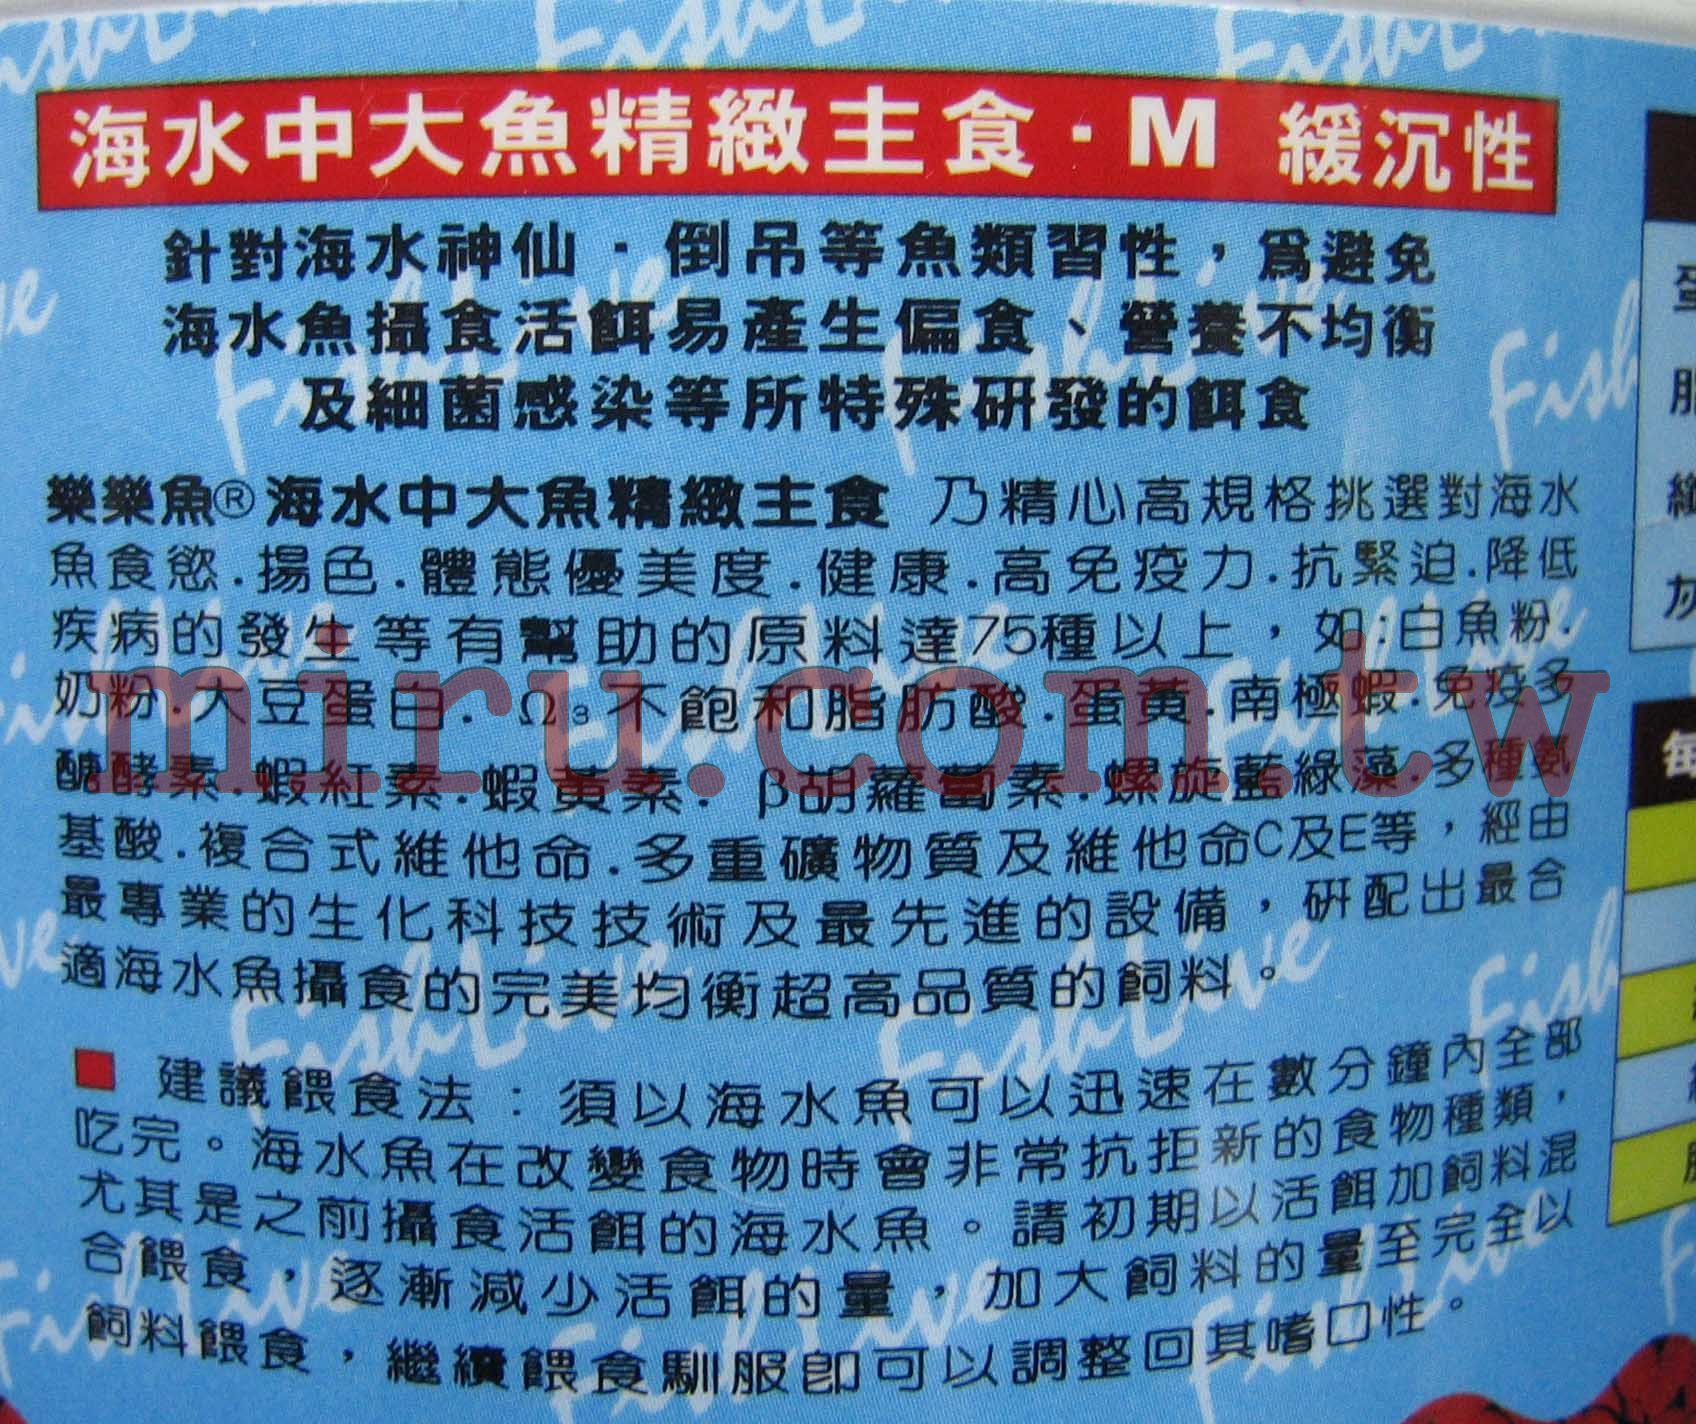 海水中大魚精緻主食·M 緩沉性
針對海水神仙·倒吊等魚類習性，為避免
海水魚攝食活餌易產生偏食、營養不均衡
及細菌感染等所特殊研發的餌食
樂樂魚®海水中大魚精緻主食 乃精心高規格挑選對海水
魚食慾.揚色.體態優美度.健康.高免疫力.抗緊迫.降低
疾病的發生等有幫助的原料達75種以上，如:白魚粉.
奶粉.大豆蛋白.Ω3不飽和脂肪酸.蛋黃.南極蝦.免疫多
醣酵素.蝦紅素.蝦黃素.β胡蘿蔔素.螺旋藍綠藻.多種氨
基酸.複合式維他命.多重礦物質及維他命C及E等，經由
最專業的生化科技技術及最先進的設備，研配出最合
適海水魚攝食的完美均衡超高品質的飼料。
■ 建議餵食法：須以海水魚可以迅速在數分鐘內全部
吃完。海水魚在改變食物時會非常抗拒新的食物種類，
尤其是之前攝食活餌的海水魚。請初期以活餌加飼料混
合餵食，逐漸減少活餌的量，加大飼料的量至完全以
飼料餵食，繼續餵食馴服即可以調整回其嗜口性。
miru.com.tw
FishLive
灰
每